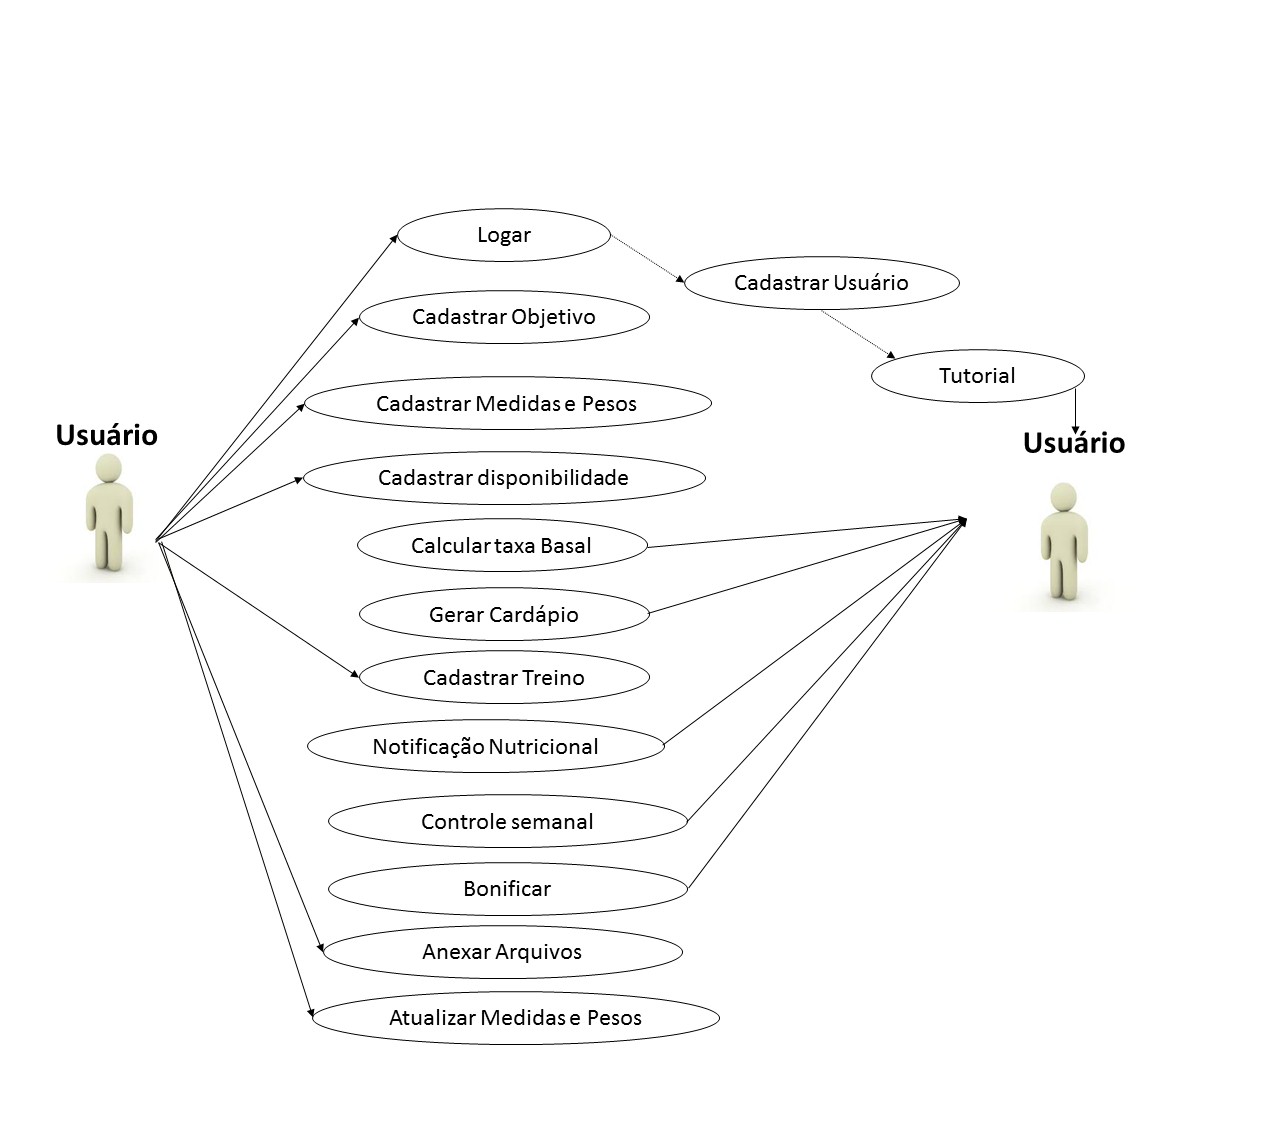 Logar
Cadastrar Usuário
Cadastrar Objetivo
Tutorial
Cadastrar Medidas e Pesos
Usuário
Usuário
Cadastrar disponibilidade
Calcular taxa Basal
Gerar Cardápio
Cadastrar Treino
Notificação Nutricional
Controle semanal
Bonificar
Anexar Arquivos
Atualizar Medidas e Pesos